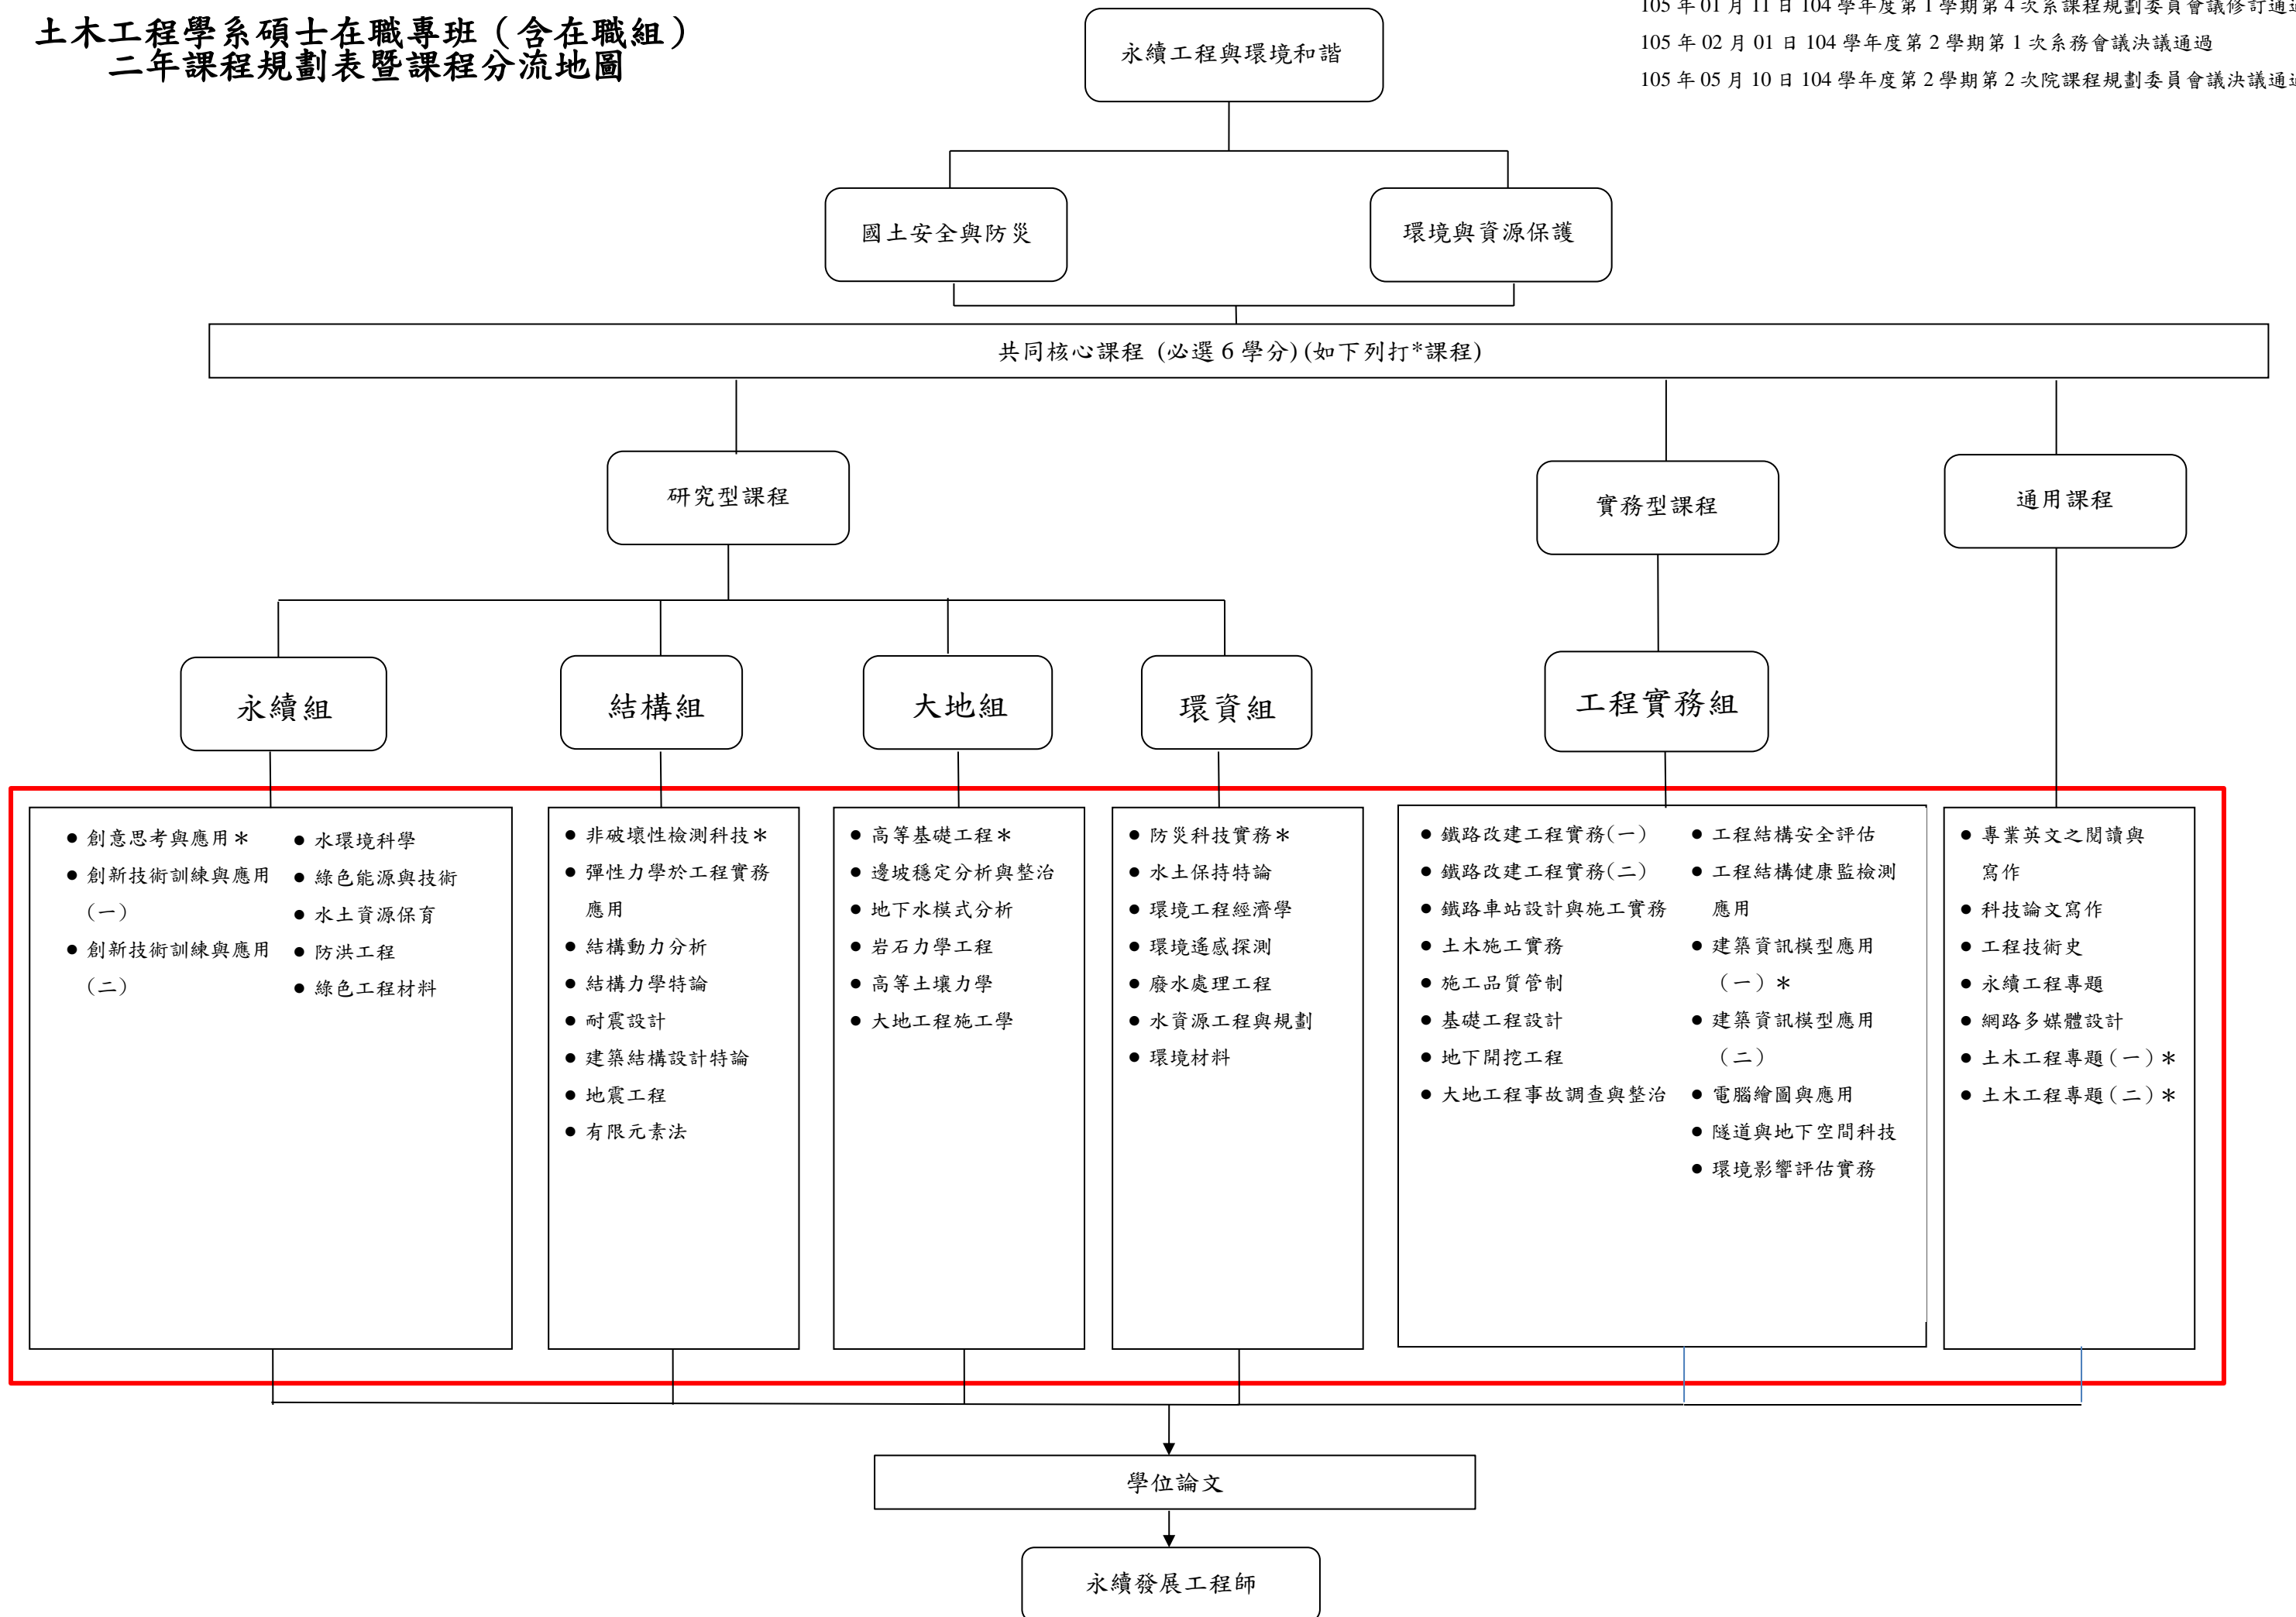 土木工程學系碩士在職專班（含在職組）
二年課程規劃表暨課程分流地圖
105 年 01 月 11 日 104 學年度第 1 學期第 4 次系課程規劃委員會議修訂通
105 年 02 月 01 日 104 學年度第 2 學期第 1 次系務會議決議通過
105 年 05 月 10 日 104 學年度第 2 學期第 2 次院課程規劃委員會議決議通
永續工程與環境和諧
國土安全與防災
環境與資源保護
共同核心課程 (必選 6 學分)(如下列打*課程)
研究型課程
實務型課程
通用課程
永續組
結構組
大地組
環資組
工程實務組
● 創意思考與應用＊
● 創新技術訓練與應用
（一）
● 創新技術訓練與應用
（二）
● 水環境科學
● 綠色能源與技術
● 水土資源保育
● 防洪工程
● 綠色工程材料
● 非破壞性檢測科技＊
● 彈性力學於工程實務
應用
● 結構動力分析
● 結構力學特論
● 耐震設計
● 建築結構設計特論
● 地震工程
● 有限元素法
● 高等基礎工程＊
● 邊坡穩定分析與整治
● 地下水模式分析
● 岩石力學工程
● 高等土壤力學
● 大地工程施工學
● 防災科技實務＊
● 水土保持特論
● 環境工程經濟學
● 環境遙感探測
● 廢水處理工程
● 水資源工程與規劃
● 環境材料
● 鐵路改建工程實務(一)
● 鐵路改建工程實務(二)
● 鐵路車站設計與施工實務
● 土木施工實務
● 施工品質管制
● 基礎工程設計
● 地下開挖工程
● 大地工程事故調查與整治
● 工程結構安全評估
● 工程結構健康監檢測
應用
● 建築資訊模型應用
（一）＊
● 建築資訊模型應用
（二）
● 電腦繪圖與應用
● 隧道與地下空間科技
● 環境影響評估實務
● 專業英文之閱讀與
寫作
● 科技論文寫作
● 工程技術史
● 永續工程專題
● 網路多媒體設計
● 土木工程專題（一）＊
● 土木工程專題（二）＊
學位論文
永續發展工程師